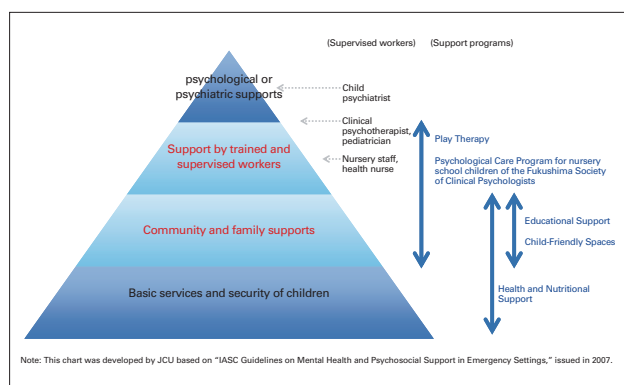 (Supervised workers) (Support programs)
psychological or
psychiatric supports
Child
psychiatrist
Clinical
psychotherapist,
pediatrician
Support by trained and
supervised workers
Nursery staff,
health nurse
Play Therapy
Psychological Care Program for nursery
school children of the Fukushima Society
of Clinical Psychologists
Community and family supports
Educational Support
Child-Friendly Spaces
Basic services and security of children
Health and Nutritional
Support
Note: This chart was developed by JCU based on “IASC Guidelines on Mental Health and Psychosocial Support in Emergency Settings,” issued in 2007.